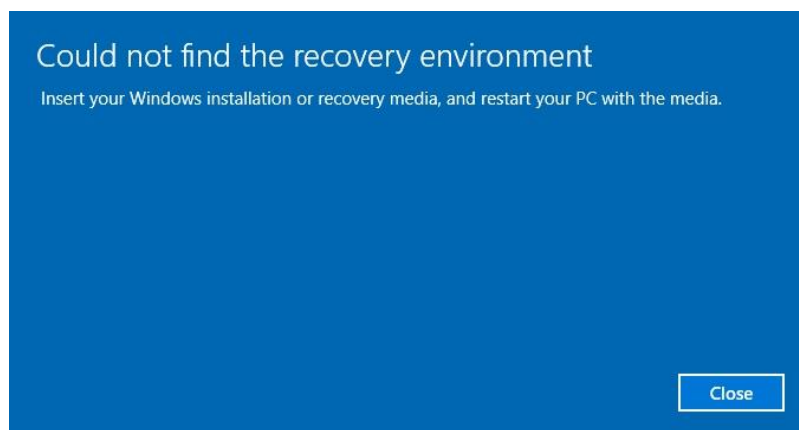 Could not find the recovery environment
Insert your Windows installation or recovery media, and restart your PC with the media.
Close